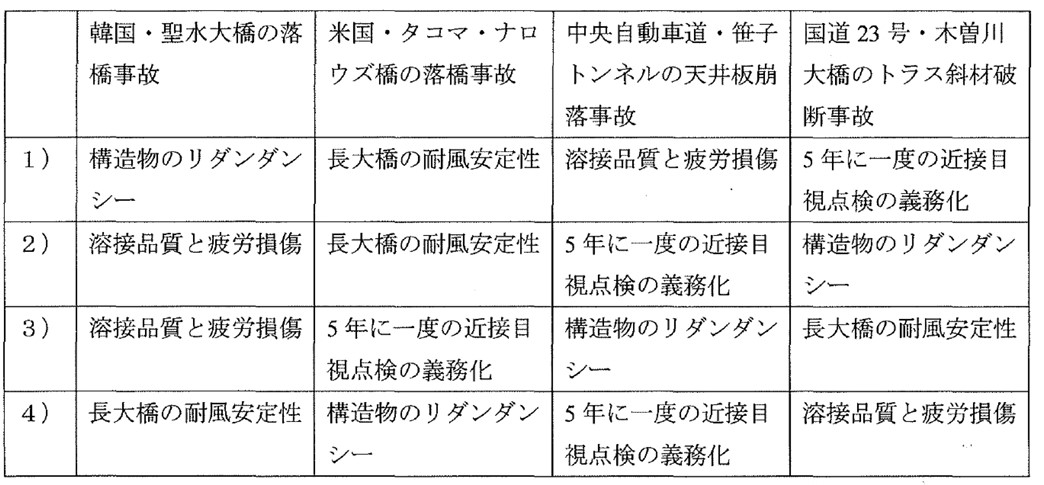 韓国・聖水大橋の落橋事故
米国・タコマ・ナロウズ橋の落橋事故
中央自動車道・笹子トンネルの天井板崩落事故
国道23号・木曽川大橋のトラス斜材破断事故
1）
構造物のリダンダンシー
長大橋の耐風安定性
溶接品質と疲労損傷
5年に一度の近接目視点検の義務化
2）
溶接品質と疲労損傷
長大橋の耐風安定性
5年に一度の近接目視点検の義務化
構造物のリダンダンシー
3）
溶接品質と疲労損傷
5年に一度の近接目視点検の義務化
構造物のリダンダンシー
長大橋の耐風安定性
4）
長大橋の耐風安定性
構造物のリダンダンシー
5年に一度の近接目視点検の義務化
溶接品質と疲労損傷